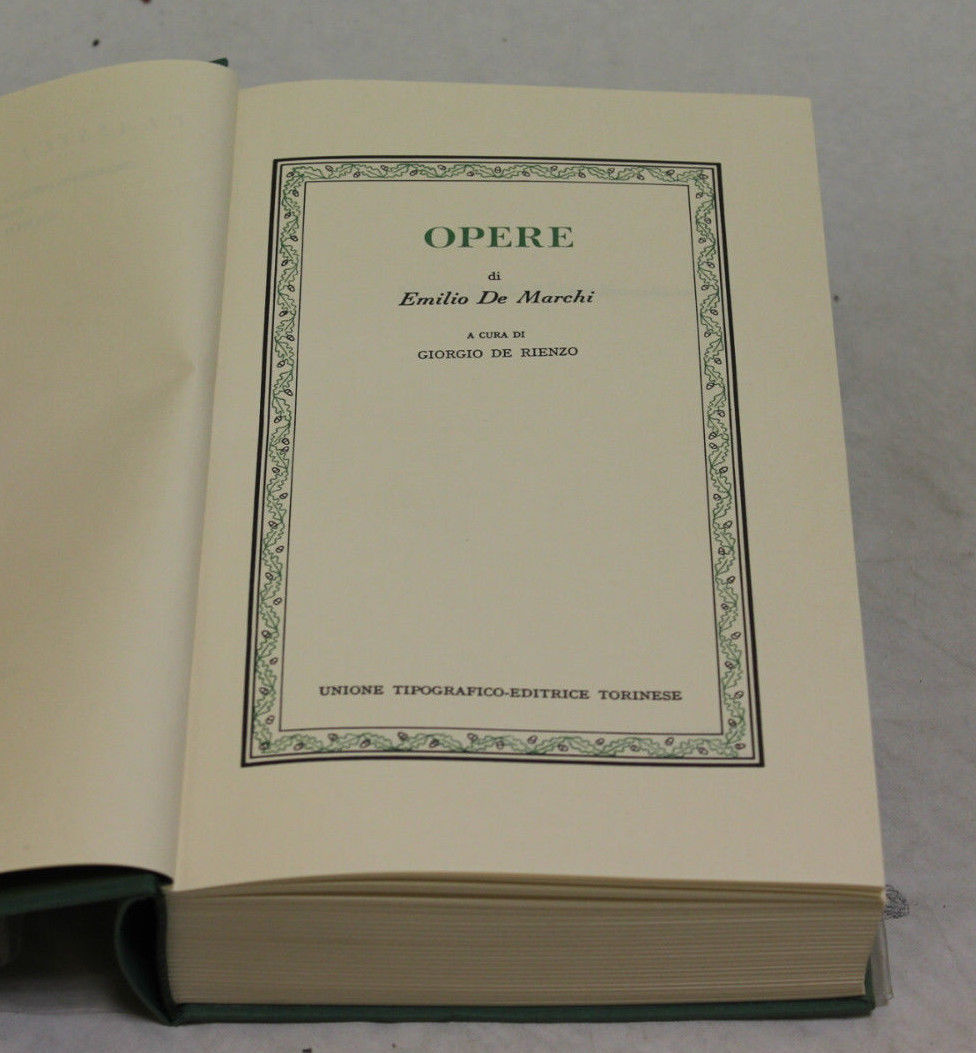 OPERE
di
Emilio De Marchi
A CURA DI
GIORGIO DE RIENZO
UNIONE TIPOGRAFICO-EDITRICE TORINESE